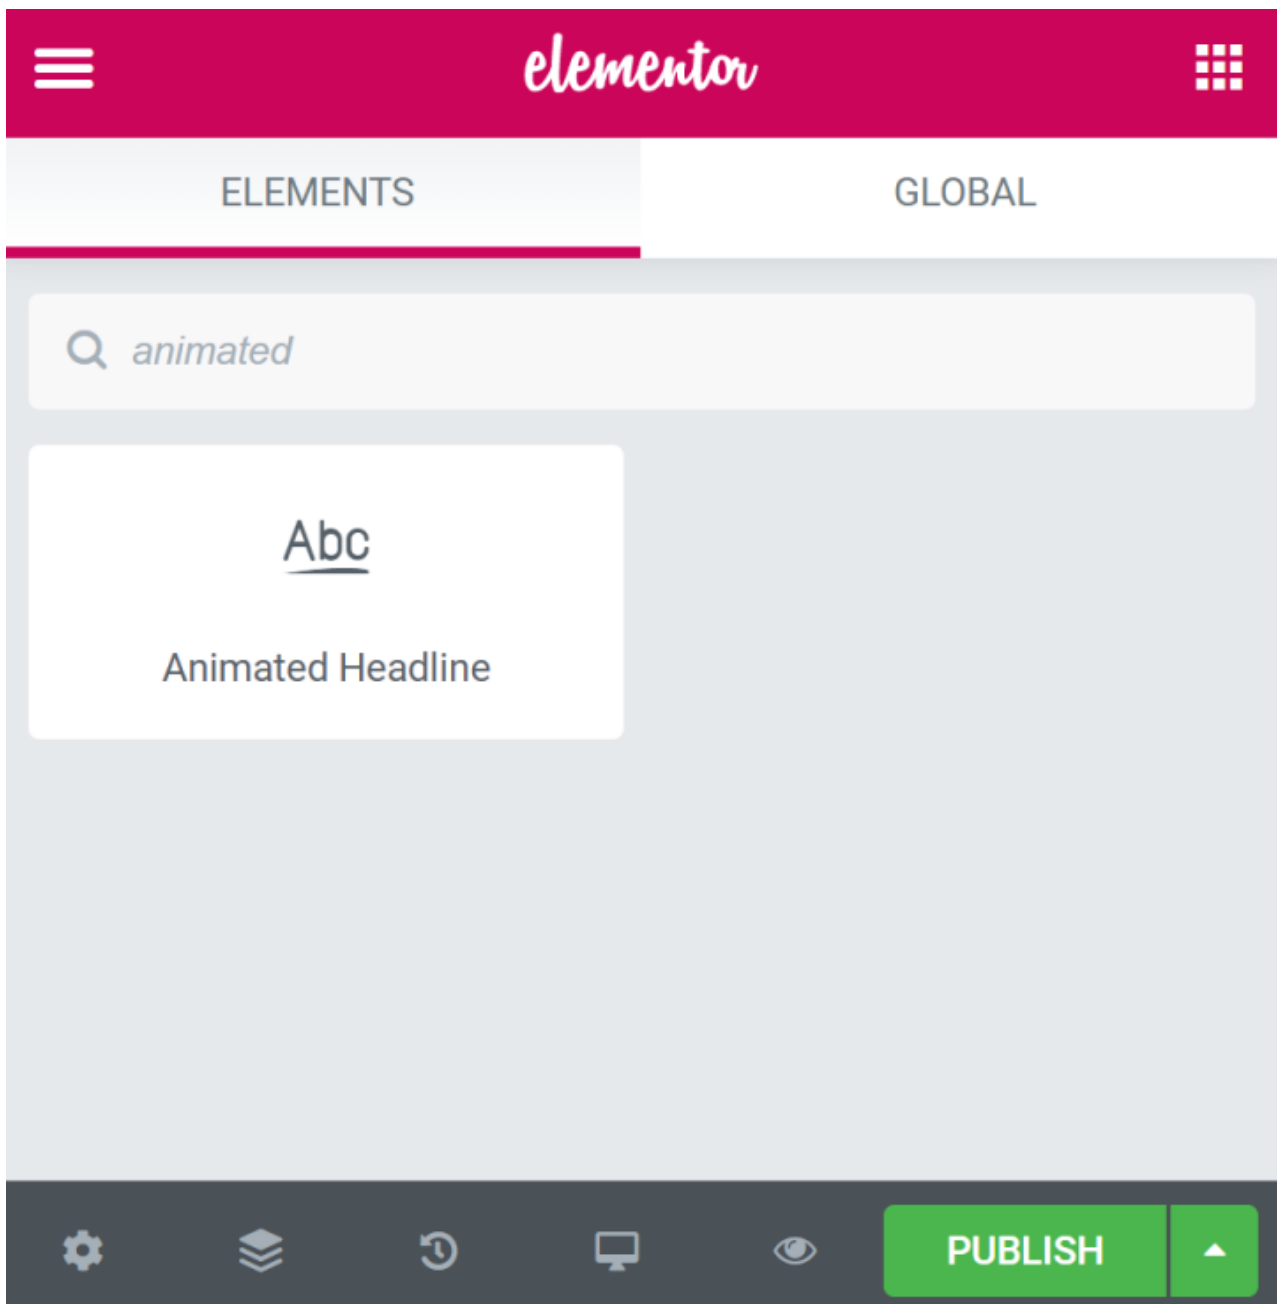 elementor
ELEMENTS
GLOBAL
animated
Abc
Animated Headline
PUBLISH